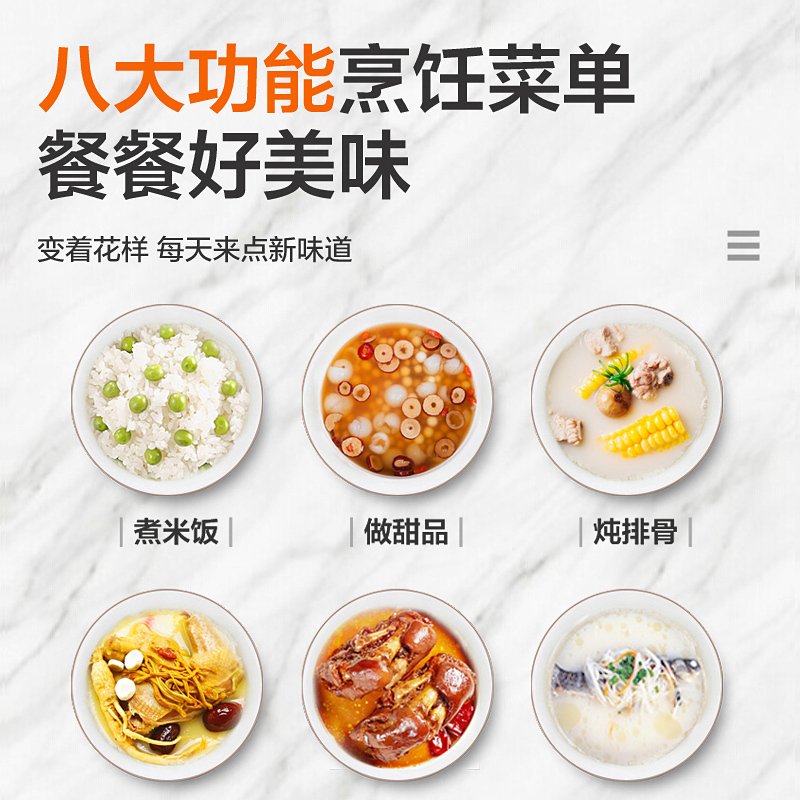 八大功能烹饪菜单
餐餐好美味
变着花样 每天来点新味道
煮米饭
做甜品
炖排骨